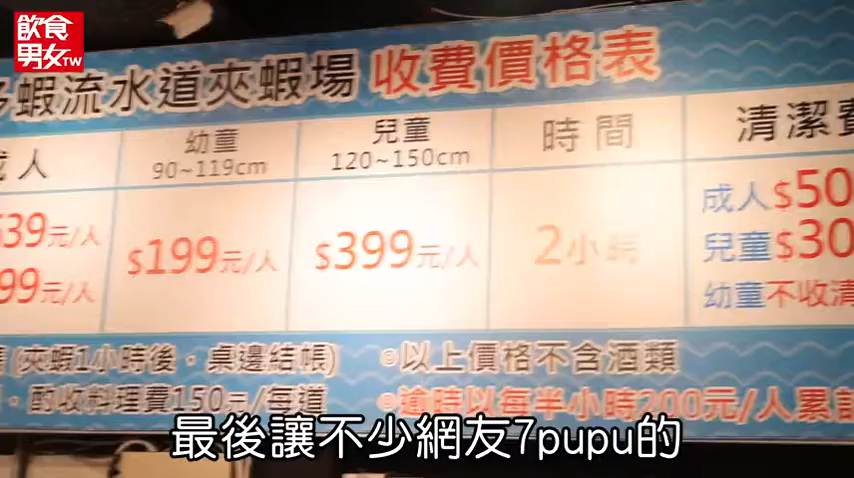 飲食
男女TW
多蝦流水道夾蝦場 收費價格表
成人
幼童
90~119cm
兒童
120~150cm
時間
清潔費
39元/人
99元/人
$199元/人
$399元/人
2小時
成人$50
兒童$30
幼童不收清
(夾蝦1小時後，桌邊結帳)
◎以上價格不含酒類
，酌收料理費150元/每道
◎逾時以每半小時200元/人累計
最後讓不少網友7pupu的